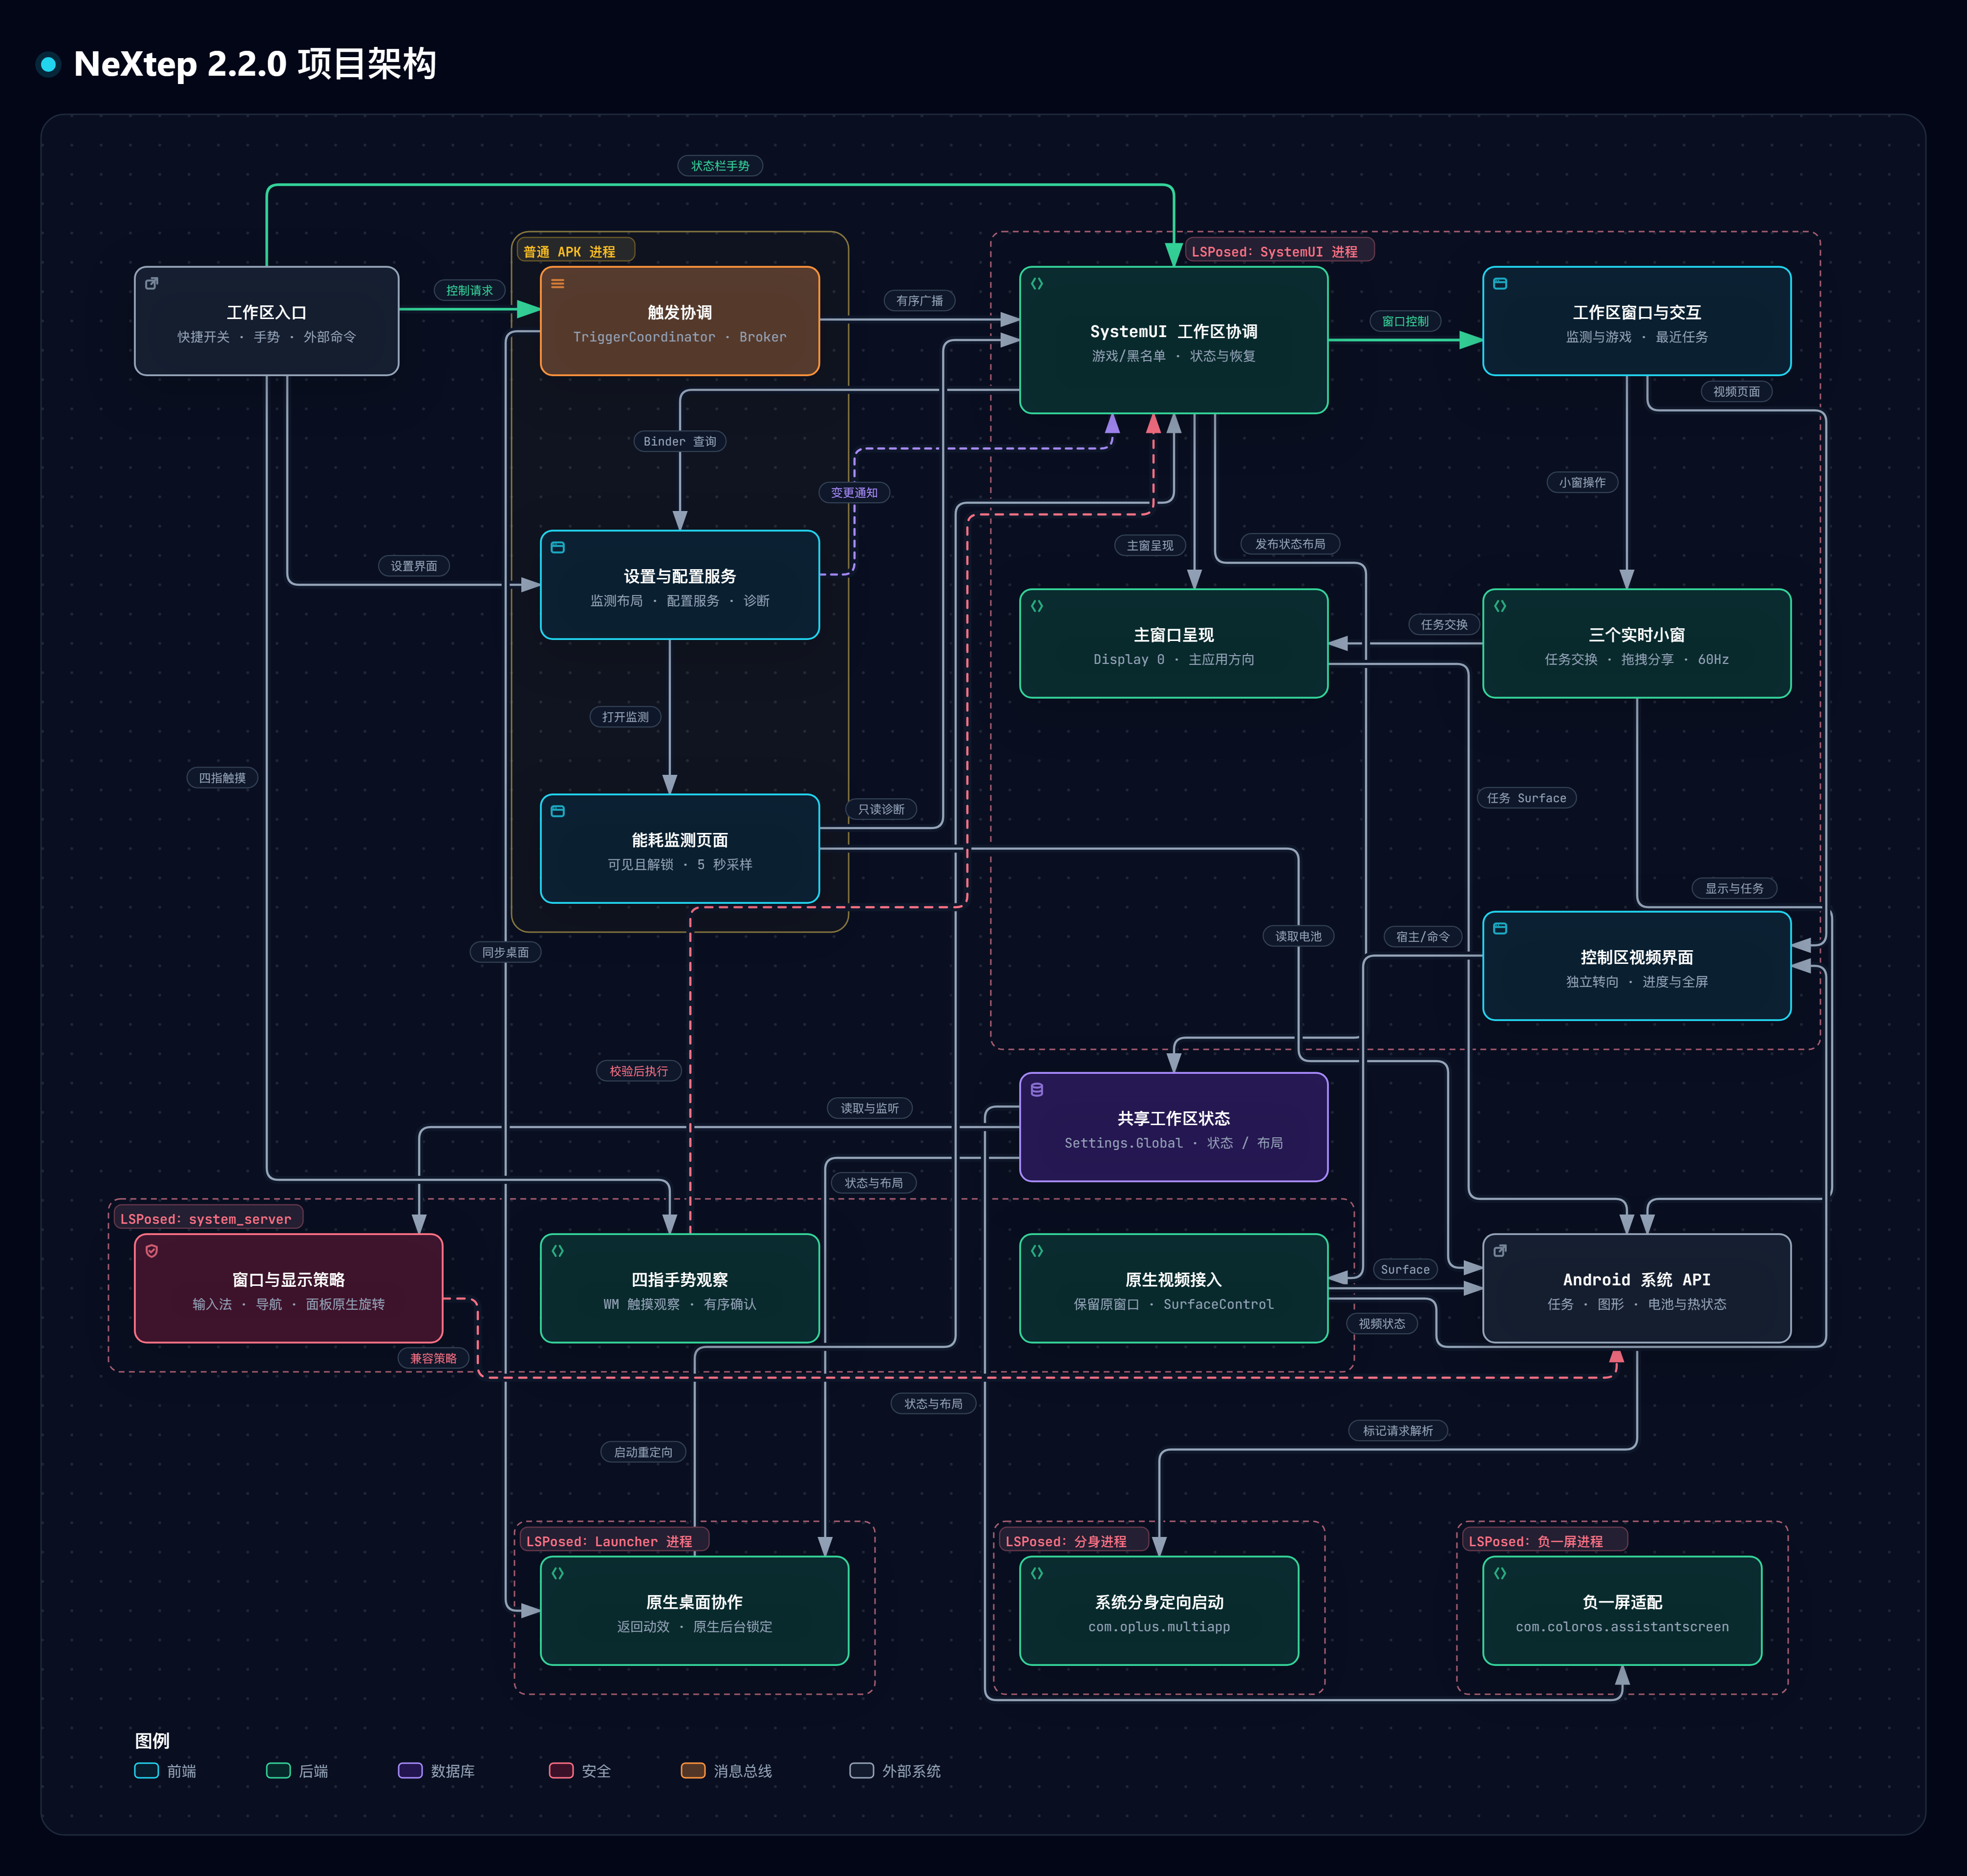 NeXtep 2.2.0 项目架构
状态栏手势
普通 APK 进程
LSPosed: SystemUI 进程
工作区入口
快捷开关 · 手势 · 外部命令
控制请求
触发协调
TriggerCoordinator · Broker
有序广播
SystemUI 工作区协调
游戏/黑名单 · 状态与恢复
窗口控制
工作区窗口与交互
监测与游戏 · 最近任务
视频页面
Binder 查询
变更通知
小窗操作
设置界面
设置与配置服务
监测布局 · 配置服务 · 诊断
主窗呈现
发布状态布局
主窗口呈现
Display 0 · 主应用方向
任务交换
三个实时小窗
任务交换 · 拖拽分享 · 60Hz
打开监测
四指触摸
只读诊断
任务 Surface
能耗监测页面
可见且解锁 · 5 秒采样
显示与任务
同步桌面
读取电池
宿主/命令
控制区视频界面
独立转向 · 进度与全屏
校验后执行
读取与监听
共享工作区状态
Settings.Global · 状态 / 布局
状态与布局
LSPosed: system_server
窗口与显示策略
输入法 · 导航 · 面板原生旋转
四指手势观察
WM 触摸观察 · 有序确认
原生视频接入
保留原窗口 · SurfaceControl
Surface
视频状态
Android 系统 API
任务 · 图形 · 电池与热状态
兼容策略
状态与布局
启动重定向
标记请求解析
LSPosed: Launcher 进程
原生桌面协作
返回动效 · 原生后台锁定
LSPosed: 分身进程
系统分身定向启动
com.oplus.multiapp
LSPosed: 负一屏进程
负一屏适配
com.coloros.assistantscreen
图例
前端
后端
数据库
安全
消息总线
外部系统